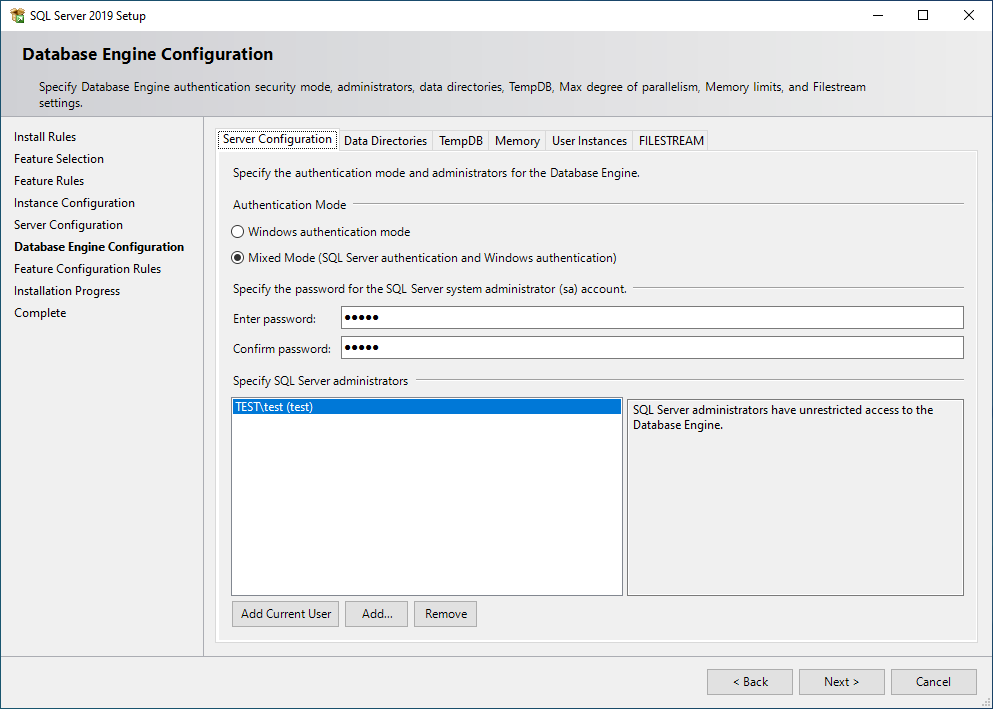 SQL Server 2019 Setup
Database Engine Configuration
Specify Database Engine authentication security mode, administrators, data directories, TempDB, Max degree of parallelism, Memory limits, and Filestream
settings.
Install Rules
Feature Selection
Feature Rules
Instance Configuration
Server Configuration
Database Engine Configuration
Feature Configuration Rules
Installation Progress
Complete
Server Configuration Data Directories TempDB Memory User Instances FILESTREAM
Specify the authentication mode and administrators for the Database Engine.
Authentication Mode
Windows authentication mode
Mixed Mode (SQL Server authentication and Windows authentication)
Specify the password for the SQL Server system administrator (sa) account.
Enter password: ●●●●●
Confirm password: ●●●●●
Specify SQL Server administrators
TEST\test (test)
SQL Server administrators have unrestricted access to the
Database Engine.
Add Current User Add... Remove
< Back Next > Cancel